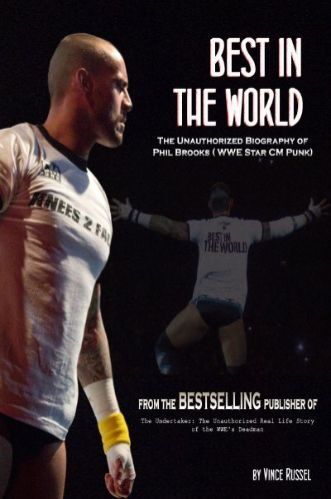 BEST IN
THE WORLD
THE UNAUTHORIZED BIOGRAPHY OF
PHIL BROOKS ( WWE STAR CM PUNK)
KNEES 2 FA
BEST IN
THE WORLD
FROM THE BESTSELLING PUBLISHER OF
The Undertaker: The Unauthorized Real Life Story
of the WWE's Deadman
BY VINCE RUSSEL